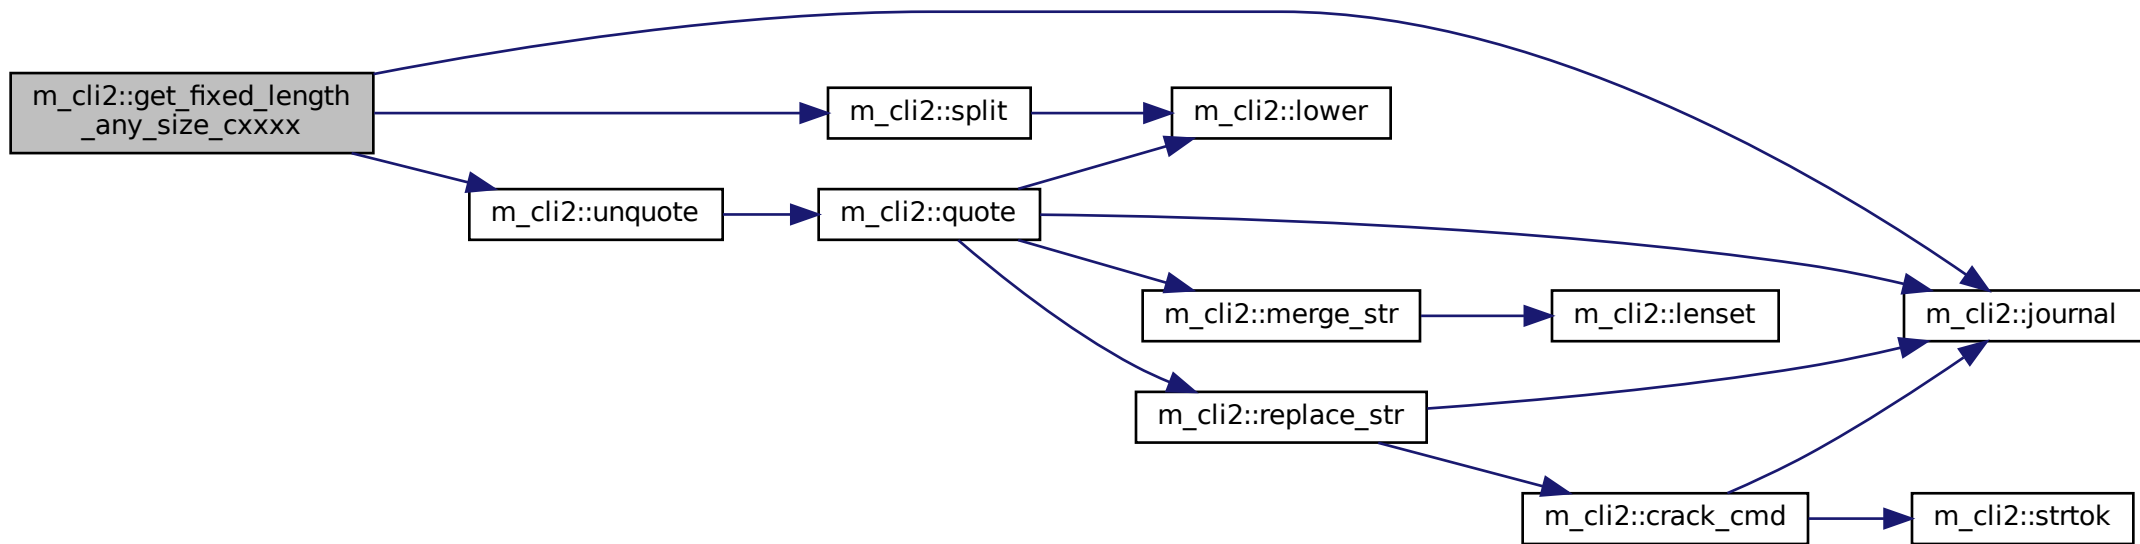 m_cli2::get_fixed_length
_any_size_cxxxx
m_cli2::split
m_cli2::lower
m_cli2::unquote
m_cli2::quote
m_cli2::merge_str
m_cli2::lenset
m_cli2::journal
m_cli2::replace_str
m_cli2::crack_cmd
m_cli2::strtok